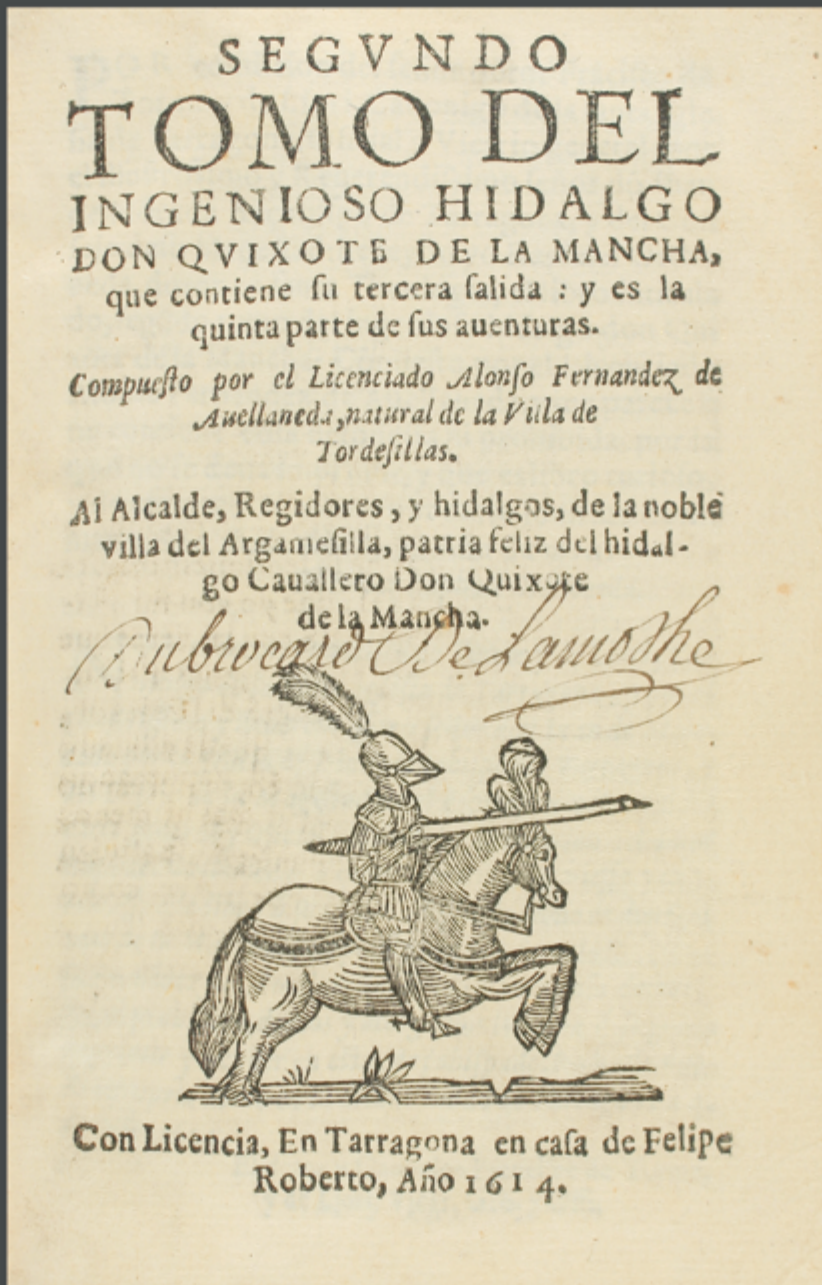 SEGVNDO
TOMO DEL
INGENIOSO HIDALGO
DON QVIXOTE DE LA MANCHA,
que contiene ſu tercera ſalida : y es la
quinta parte de ſus auenturas.
Compueſto por el Licenciado Alonſo Fernandez de
Auellaneda, natural de la Villa de
Tordeſillas.
Al Alcalde, Regidores, y hidalgos, de la noble
villa del Argameſilla, patria feliz del hidal-
go Cauallero Don Quixote
de la Mancha.
Dubrocard De Lamothe
Con Licencia, En Tarragona en caſa de Felipe
Roberto, Año 1614.